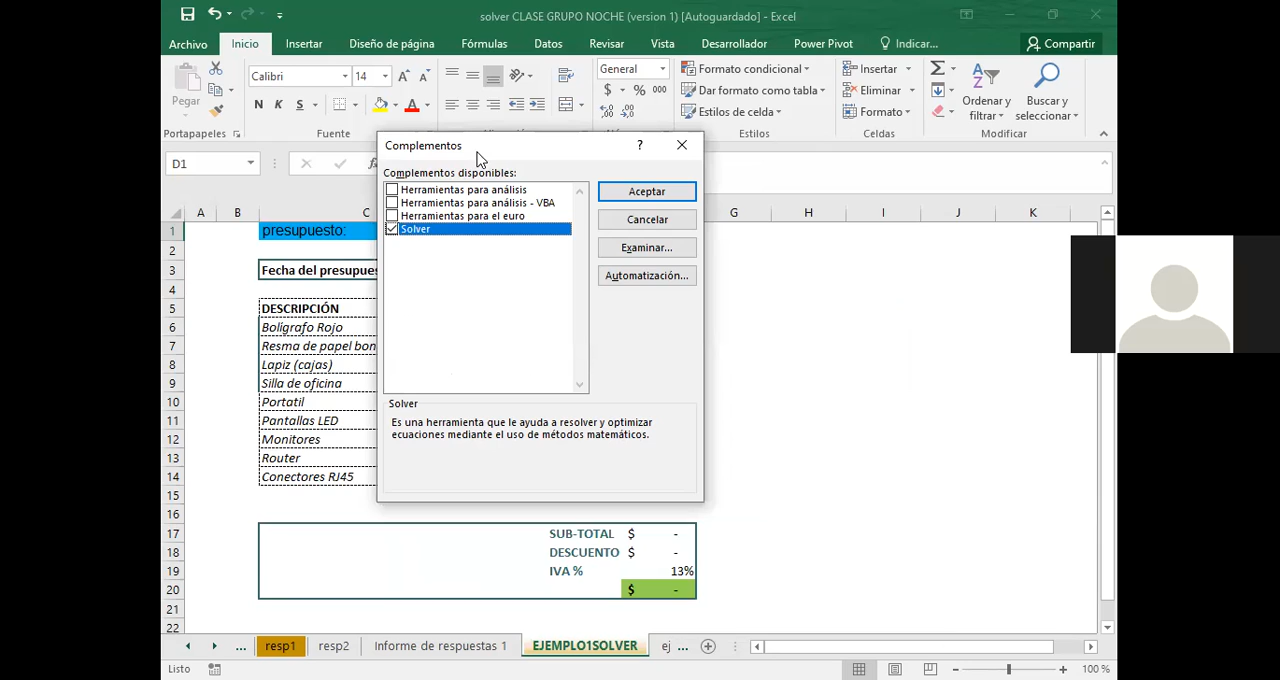 solver CLASE GRUPO NOCHE (version 1) [Autoguardado] - Excel
Archivo Inicio Insertar Diseño de página Fórmulas Datos Revisar Vista Desarrollador Power Pivot Indicar... Compartir
Pegar
Calibri 14
N K S
General
$ % 000
Formato condicional
Dar formato como tabla
Estilos de celda
Insertar
Eliminar
Formato
Ordenar y filtrar
Buscar y seleccionar
Portapapeles Fuente Estilos Celdas Modificar
D1
Complementos
Complementos disponibles:
Herramientas para análisis
Herramientas para análisis - VBA
Herramientas para el euro
Solver
Aceptar
Cancelar
Examinar...
Automatización...
Solver
Es una herramienta que le ayuda a resolver y optimizar
ecuaciones mediante el uso de métodos matemáticos.
A B C G H I J K
1 presupuesto:
2
3 Fecha del presupues
4
5 DESCRIPCIÓN
6 Bolígrafo Rojo
7 Resma de papel bon
8 Lapiz (cajas)
9 Silla de oficina
10 Portatil
11 Pantallas LED
12 Monitores
13 Router
14 Conectores RJ45
15
16
17 SUB-TOTAL $ -
18 DESCUENTO $ -
19 IVA % 13%
20 $ -
21
22
... resp1 resp2 Informe de respuestas 1 EJEMPLO1SOLVER ej ...
Listo 100 %